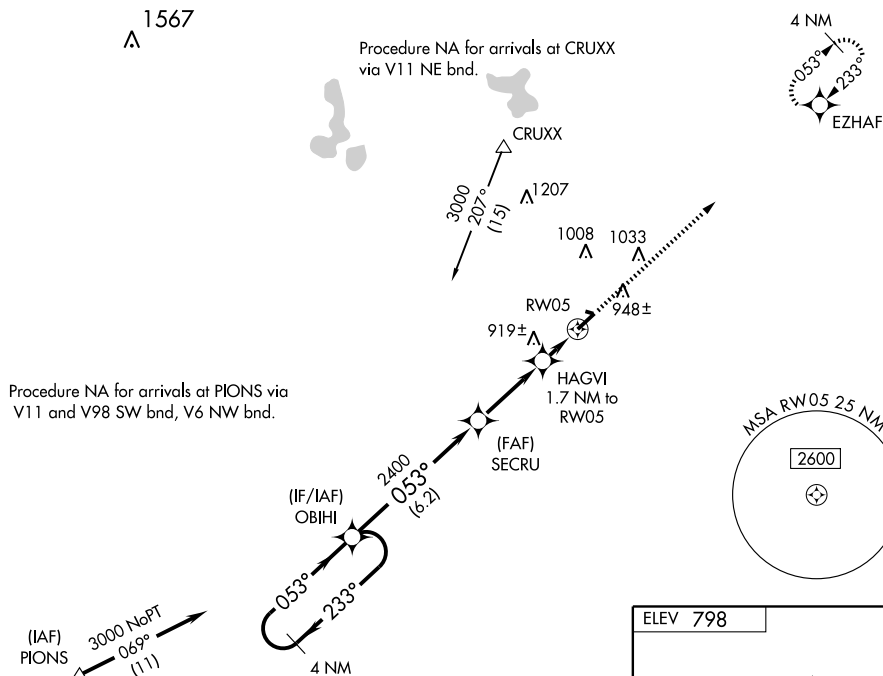 1567
Procedure NA for arrivals at CRUXX
via V11 NE bnd.
4 NM
053°
233°
EZHAF
CRUXX
3000
207°
(15)
1207
1008
1033
RW05
948±
919±
HAGVI
1.7 NM to
RW05
Procedure NA for arrivals at PIONS via
V11 and V98 SW bnd, V6 NW bnd.
(FAF)
SECRU
MSA RW05 25 NM
2600
2400
053°
(6.2)
(IF/IAF)
OBIHI
053°
233°
4 NM
(IAF)
PIONS
3000 NoPT
069°
(11)
ELEV 798